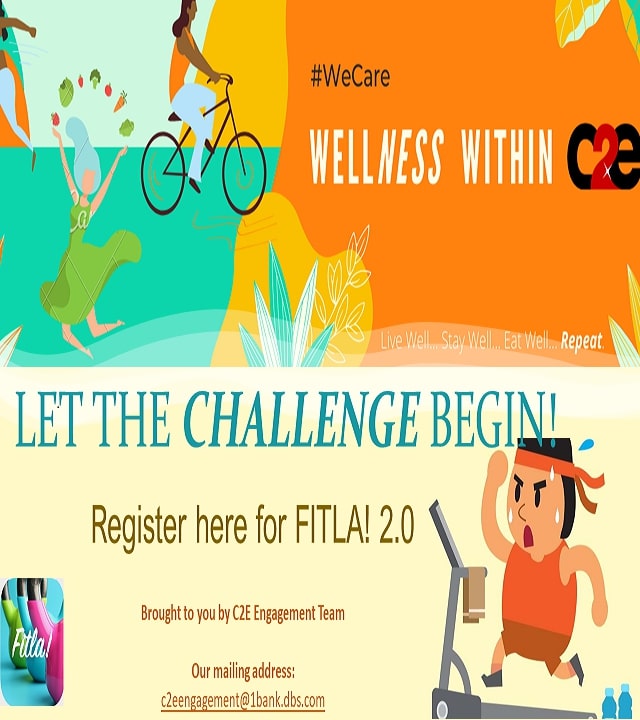 #WeCare
WELLNESS WITHIN C2E
Live Well... Stay Well... Eat Well... Repeat.
LET THE CHALLENGE BEGIN!
Register here for FITLA! 2.0
Fitla!
Brought to you by C2E Engagement Team
Our mailing address:
c2eengagement@1bank.dbs.com